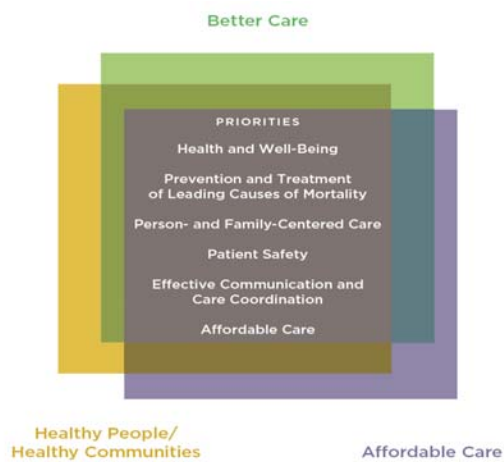 Better Care
PRIORITIES
Health and Well-Being
Prevention and Treatment
of Leading Causes of Mortality
Person- and Family-Centered Care
Patient Safety
Effective Communication and
Care Coordination
Affordable Care
Healthy People/
Healthy Communities
Affordable Care